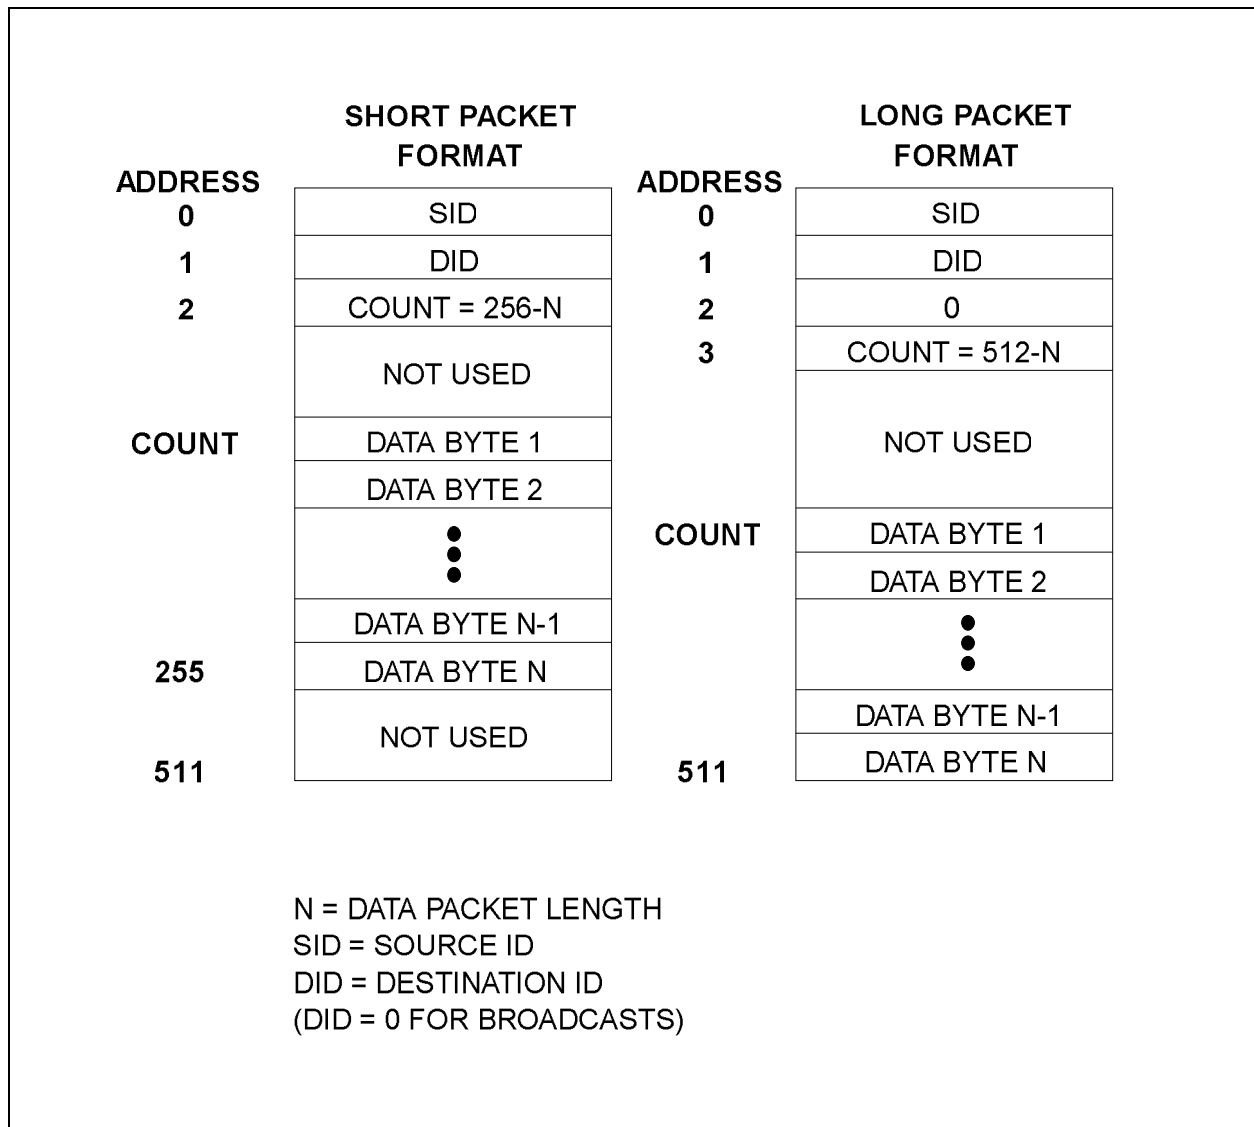 SHORT PACKET
FORMAT
ADDRESS
0 SID
1 DID
2 COUNT = 256-N
NOT USED
COUNT DATA BYTE 1
DATA BYTE 2
DATA BYTE N-1
255 DATA BYTE N
NOT USED
511
LONG PACKET
FORMAT
ADDRESS
0 SID
1 DID
2 0
3 COUNT = 512-N
NOT USED
COUNT DATA BYTE 1
DATA BYTE 2
DATA BYTE N-1
511 DATA BYTE N
N = DATA PACKET LENGTH
SID = SOURCE ID
DID = DESTINATION ID
(DID = 0 FOR BROADCASTS)